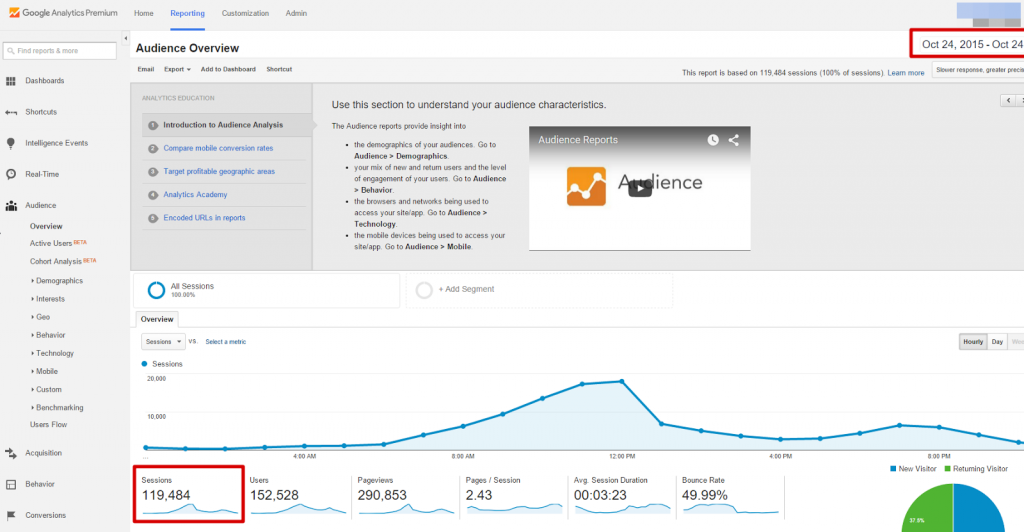 Google Analytics Premium
Home
Reporting
Customization
Admin
Find reports & more
Dashboards
Shortcuts
Intelligence Events
Real-Time
Audience
Overview
Active Users BETA
Cohort Analysis BETA
Demographics
Interests
Geo
Behavior
Technology
Mobile
Custom
Benchmarking
Users Flow
Acquisition
Behavior
Conversions
Audience Overview
Oct 24, 2015 - Oct 24
Email
Export
Add to Dashboard
Shortcut
This report is based on 119,484 sessions (100% of sessions). Learn more
Slower response, greater precis
ANALYTICS EDUCATION
1 Introduction to Audience Analysis
2 Compare mobile conversion rates
3 Target profitable geographic areas
4 Analytics Academy
5 Encoded URLs in reports
Use this section to understand your audience characteristics.
The Audience reports provide insight into
• the demographics of your audiences. Go to
Audience > Demographics.
• your mix of new and return users and the level
of engagement of your users. Go to Audience
> Behavior.
• the browsers and networks being used to
access your site/app. Go to Audience >
Technology.
• the mobile devices being used to access your
site/app. Go to Audience > Mobile.
Audience Reports
Audience
All Sessions
100.00%
+ Add Segment
Overview
Sessions
VS.
Select a metric
Hourly
Day
Sessions
20,000
10,000
...
4:00 AM
8:00 AM
12:00 PM
4:00 PM
8:00 PM
Sessions
119,484
Users
152,528
Pageviews
290,853
Pages / Session
2.43
Avg. Session Duration
00:03:23
Bounce Rate
49.99%
New Visitor
Returning Visitor
37.5%